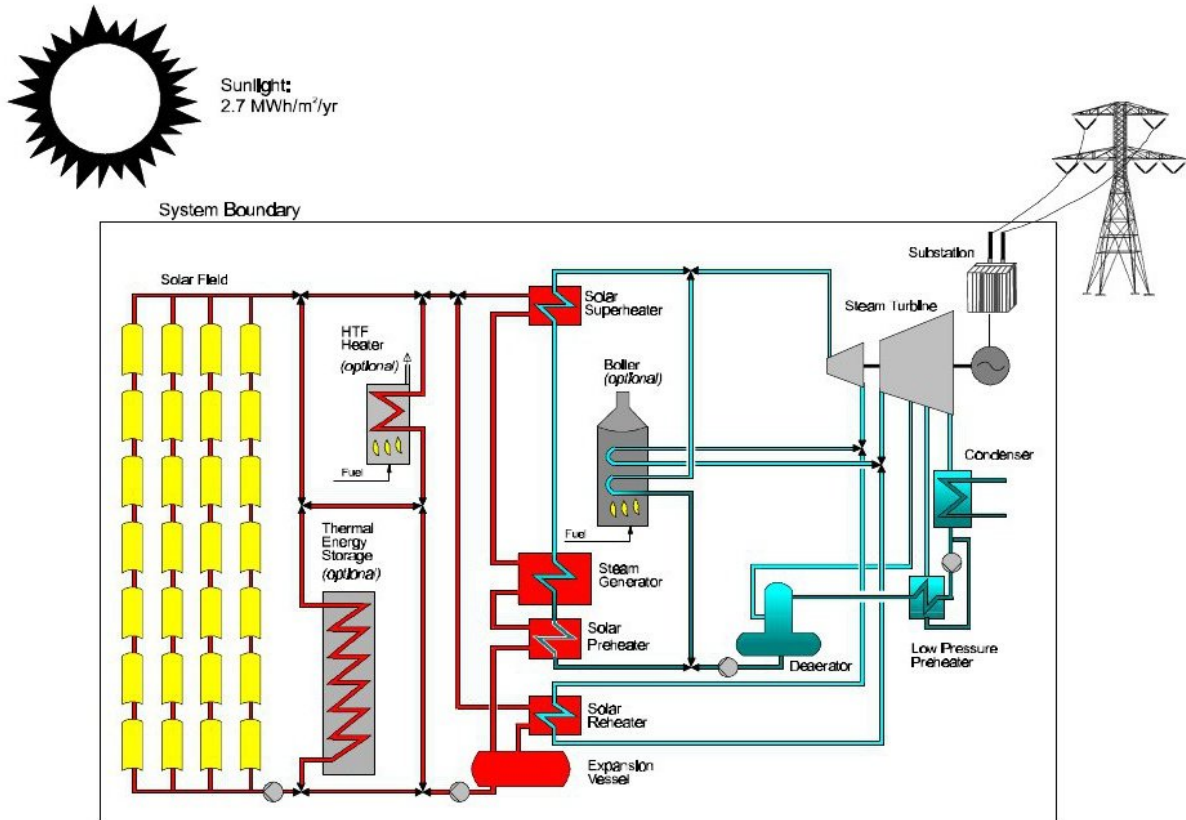 Sunlight:
2.7 MWh/m²/yr
System Boundary
Substation
Solar Field
Solar
Superheater
Steam Turbine
HTF
Heater
(optional)
Boiler
(optional)
Fuel
Condenser
Thermal
Energy
Storage
(optional)
Fuel
Steam
Generator
Solar
Preheater
Deaerator
Low Pressure
Preheater
Solar
Reheater
Expansion
Vessel